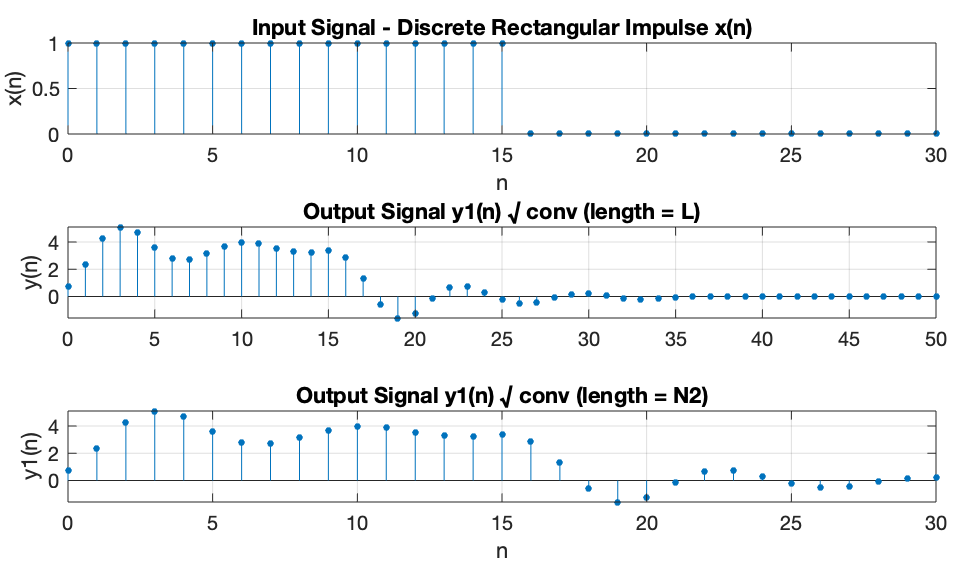 Input Signal - Discrete Rectangular Impulse x(n)
1
0.5
0
x(n)
0 5 10 15 20 25 30
n
Output Signal y1(n) √ conv (length = L)
4
2
0
y(n)
0 5 10 15 20 25 30 35 40 45 50
Output Signal y1(n) √ conv (length = N2)
4
2
0
y1(n)
0 5 10 15 20 25 30
n